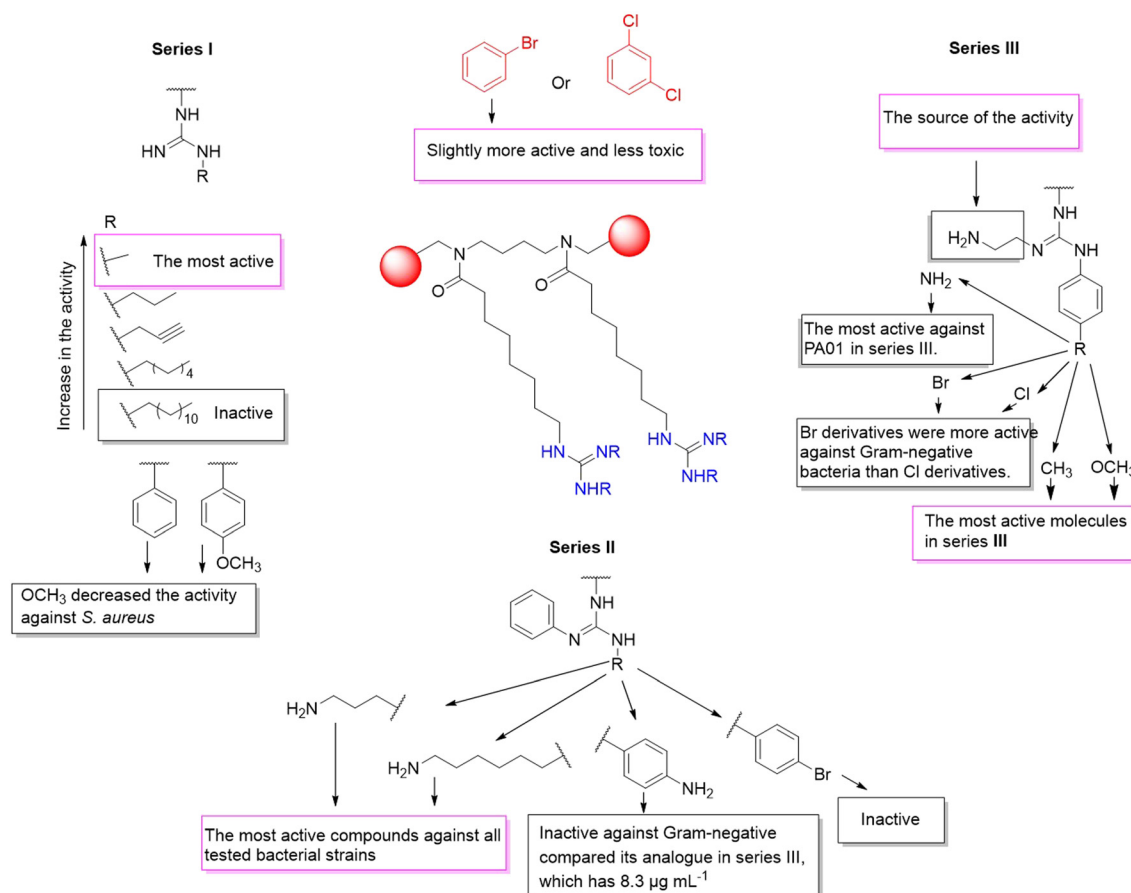 Series I
NH
HN
NH
R
Br
Or
Cl
Cl
Slightly more active and less toxic
Series III
The source of the activity
NH
H2N
N
NH
NH2
The most active against
PA01 in series III.
R
Br
Cl
Br derivatives were more active
against Gram-negative
bacteria than Cl derivatives.
CH3
OCH3
The most active molecules
in series III
Increase in the activity
R
The most active
4
10
Inactive
OCH3
OCH3 decreased the activity
against S. aureus
N
N
O
O
HN
NR
NHR
HN
NR
NHR
Series II
NH
N
NH
R
H2N
H2N
NH2
Br
The most active compounds against all
tested bacterial strains
Inactive against Gram-negative
compared its analogue in series III,
which has 8.3 µg mL-1
Inactive